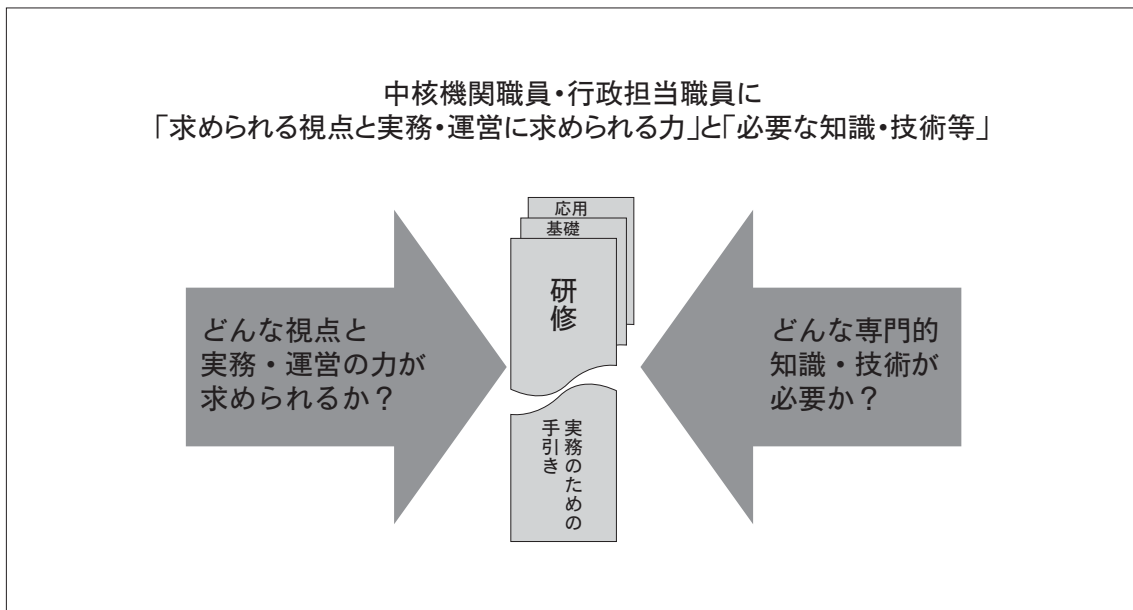 中核機関職員・行政担当職員に
「求められる視点と実務・運営に求められる力」と「必要な知識・技術等」
応用
基礎
研修
どんな視点と
実務・運営の力が
求められるか？
どんな専門的
知識・技術が
必要か？
実務のための
手引き